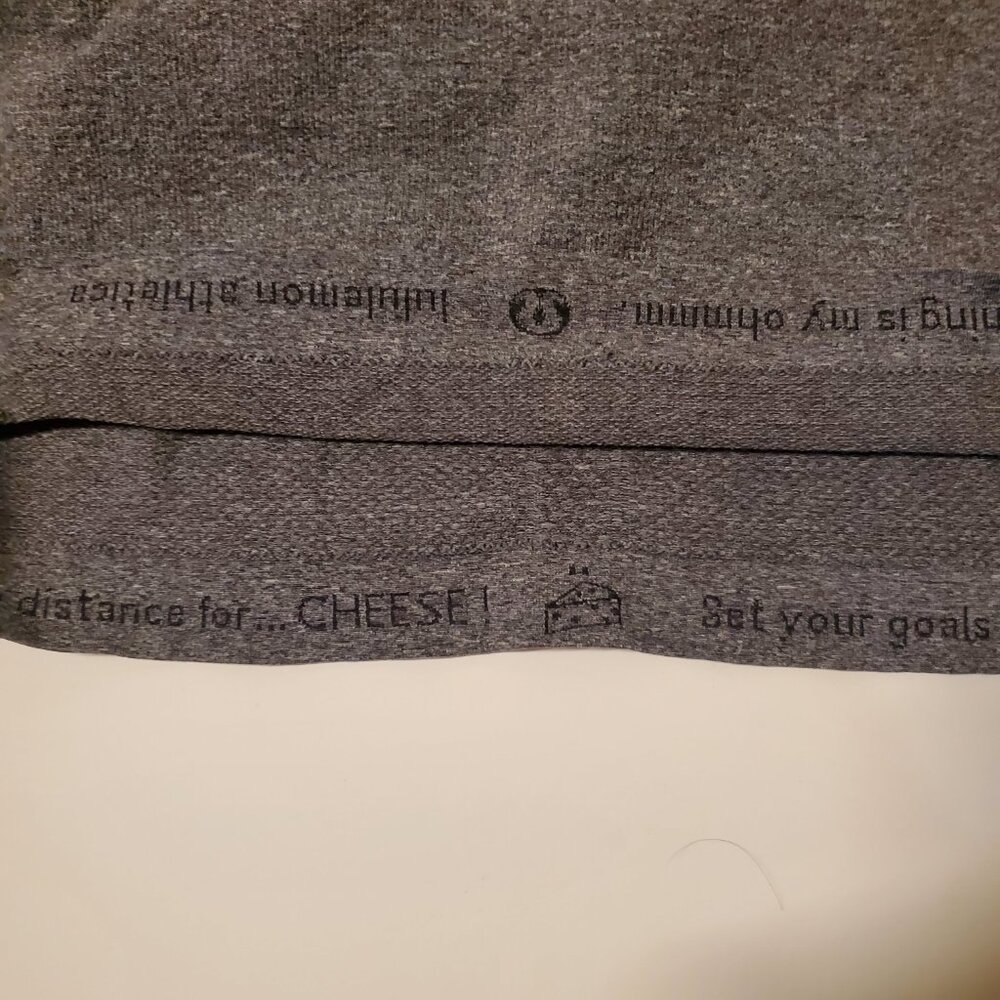 ning is my ohmmm. lululemon athletica
distance for... CHEESE! Set your goals